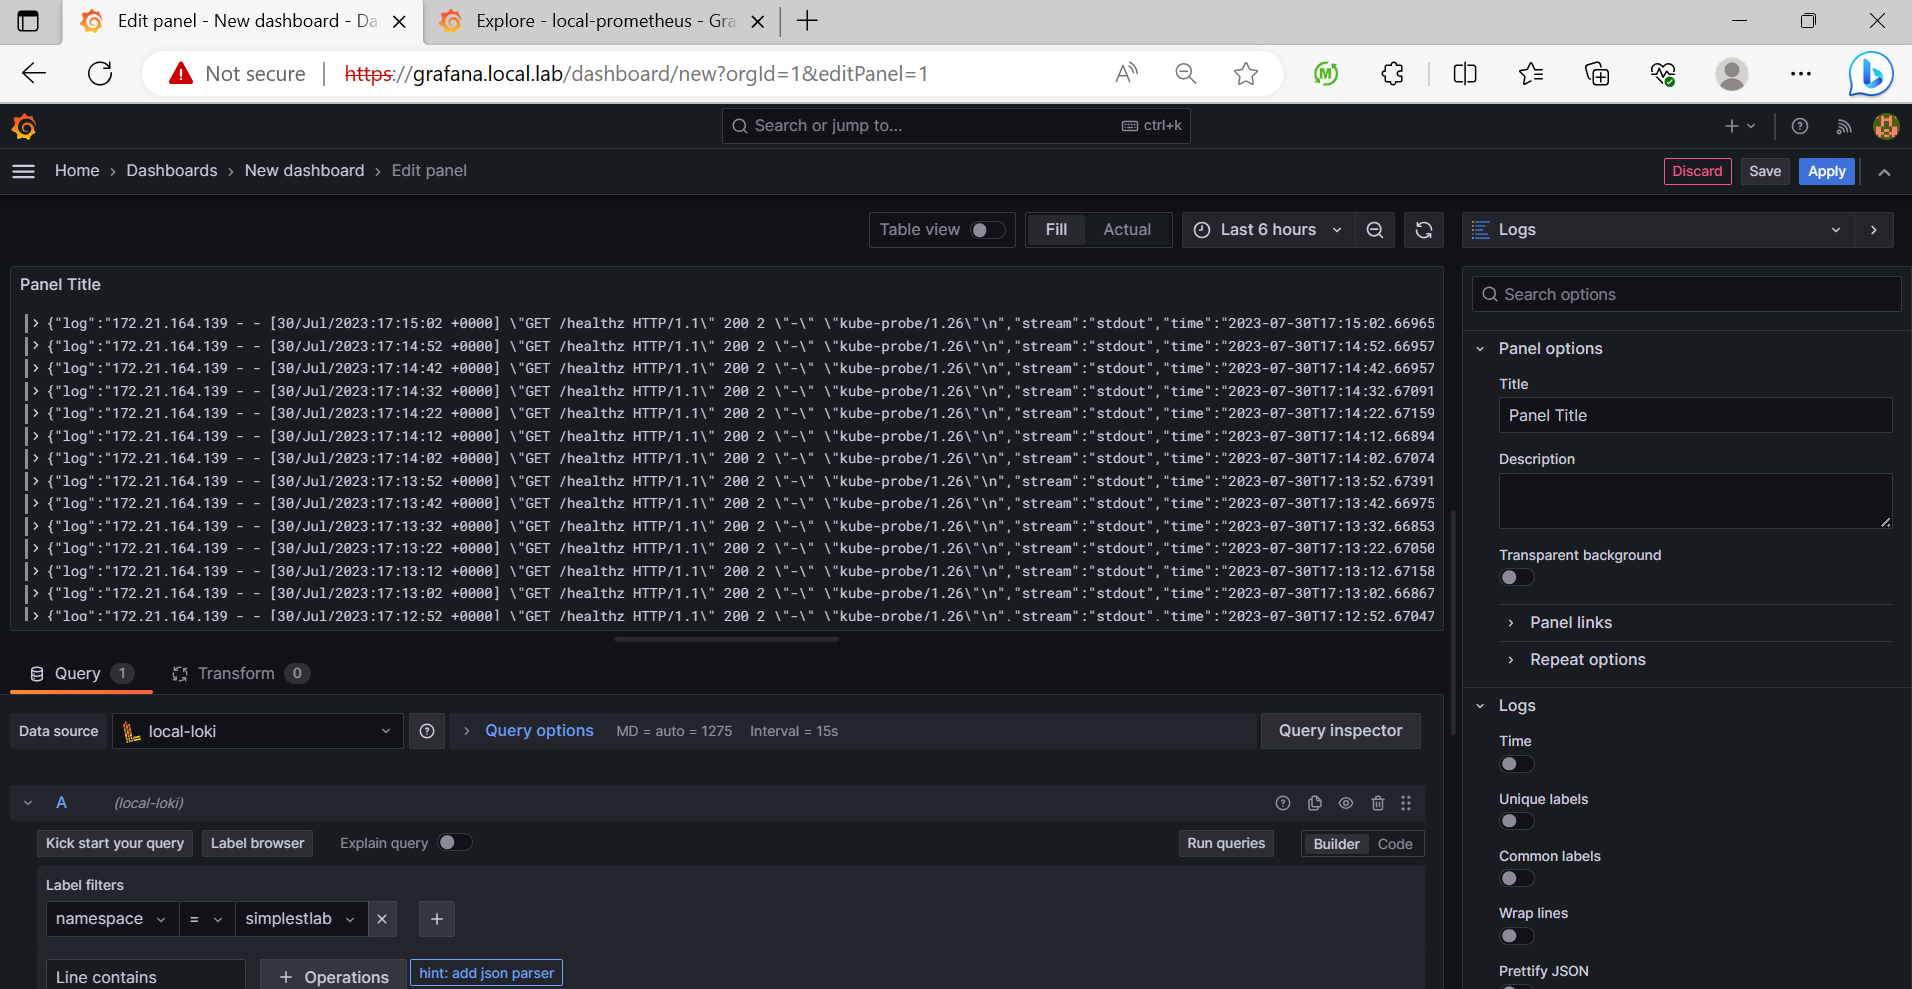 Edit panel - New dashboard - Da
Explore - local-prometheus - Gra
Not secure
https://grafana.local.lab/dashboard/new?orgId=1&editPanel=1
Search or jump to...
ctrl+k
Home › Dashboards › New dashboard › Edit panel
Discard
Save
Apply
Table view
Fill
Actual
Last 6 hours
Logs
Panel Title
{"log":"172.21.164.139 - - [30/Jul/2023:17:15:02 +0000] \"GET /healthz HTTP/1.1\" 200 2 \"-\" \"kube-probe/1.26\"\n","stream":"stdout","time":"2023-07-30T17:15:02.66965
{"log":"172.21.164.139 - - [30/Jul/2023:17:14:52 +0000] \"GET /healthz HTTP/1.1\" 200 2 \"-\" \"kube-probe/1.26\"\n","stream":"stdout","time":"2023-07-30T17:14:52.66957
{"log":"172.21.164.139 - - [30/Jul/2023:17:14:42 +0000] \"GET /healthz HTTP/1.1\" 200 2 \"-\" \"kube-probe/1.26\"\n","stream":"stdout","time":"2023-07-30T17:14:42.66957
{"log":"172.21.164.139 - - [30/Jul/2023:17:14:32 +0000] \"GET /healthz HTTP/1.1\" 200 2 \"-\" \"kube-probe/1.26\"\n","stream":"stdout","time":"2023-07-30T17:14:32.67091
{"log":"172.21.164.139 - - [30/Jul/2023:17:14:22 +0000] \"GET /healthz HTTP/1.1\" 200 2 \"-\" \"kube-probe/1.26\"\n","stream":"stdout","time":"2023-07-30T17:14:22.67159
{"log":"172.21.164.139 - - [30/Jul/2023:17:14:12 +0000] \"GET /healthz HTTP/1.1\" 200 2 \"-\" \"kube-probe/1.26\"\n","stream":"stdout","time":"2023-07-30T17:14:12.66894
{"log":"172.21.164.139 - - [30/Jul/2023:17:14:02 +0000] \"GET /healthz HTTP/1.1\" 200 2 \"-\" \"kube-probe/1.26\"\n","stream":"stdout","time":"2023-07-30T17:14:02.67074
{"log":"172.21.164.139 - - [30/Jul/2023:17:13:52 +0000] \"GET /healthz HTTP/1.1\" 200 2 \"-\" \"kube-probe/1.26\"\n","stream":"stdout","time":"2023-07-30T17:13:52.67391
{"log":"172.21.164.139 - - [30/Jul/2023:17:13:42 +0000] \"GET /healthz HTTP/1.1\" 200 2 \"-\" \"kube-probe/1.26\"\n","stream":"stdout","time":"2023-07-30T17:13:42.66975
{"log":"172.21.164.139 - - [30/Jul/2023:17:13:32 +0000] \"GET /healthz HTTP/1.1\" 200 2 \"-\" \"kube-probe/1.26\"\n","stream":"stdout","time":"2023-07-30T17:13:32.66853
{"log":"172.21.164.139 - - [30/Jul/2023:17:13:22 +0000] \"GET /healthz HTTP/1.1\" 200 2 \"-\" \"kube-probe/1.26\"\n","stream":"stdout","time":"2023-07-30T17:13:22.67050
{"log":"172.21.164.139 - - [30/Jul/2023:17:13:12 +0000] \"GET /healthz HTTP/1.1\" 200 2 \"-\" \"kube-probe/1.26\"\n","stream":"stdout","time":"2023-07-30T17:13:12.67158
{"log":"172.21.164.139 - - [30/Jul/2023:17:13:02 +0000] \"GET /healthz HTTP/1.1\" 200 2 \"-\" \"kube-probe/1.26\"\n","stream":"stdout","time":"2023-07-30T17:13:02.66867
{"log":"172.21.164.139 - - [30/Jul/2023:17:12:52 +0000] \"GET /healthz HTTP/1.1\" 200 2 \"-\" \"kube-probe/1.26\"\n","stream":"stdout","time":"2023-07-30T17:12:52.67047
Query 1
Transform 0
Data source
local-loki
Query options
MD = auto = 1275
Interval = 15s
Query inspector
A
(local-loki)
Kick start your query
Label browser
Explain query
Run queries
Builder
Code
Label filters
namespace
=
simplestlab
Line contains
+ Operations
hint: add json parser
Search options
Panel options
Title
Panel Title
Description
Transparent background
Panel links
Repeat options
Logs
Time
Unique labels
Common labels
Wrap lines
Prettify JSON